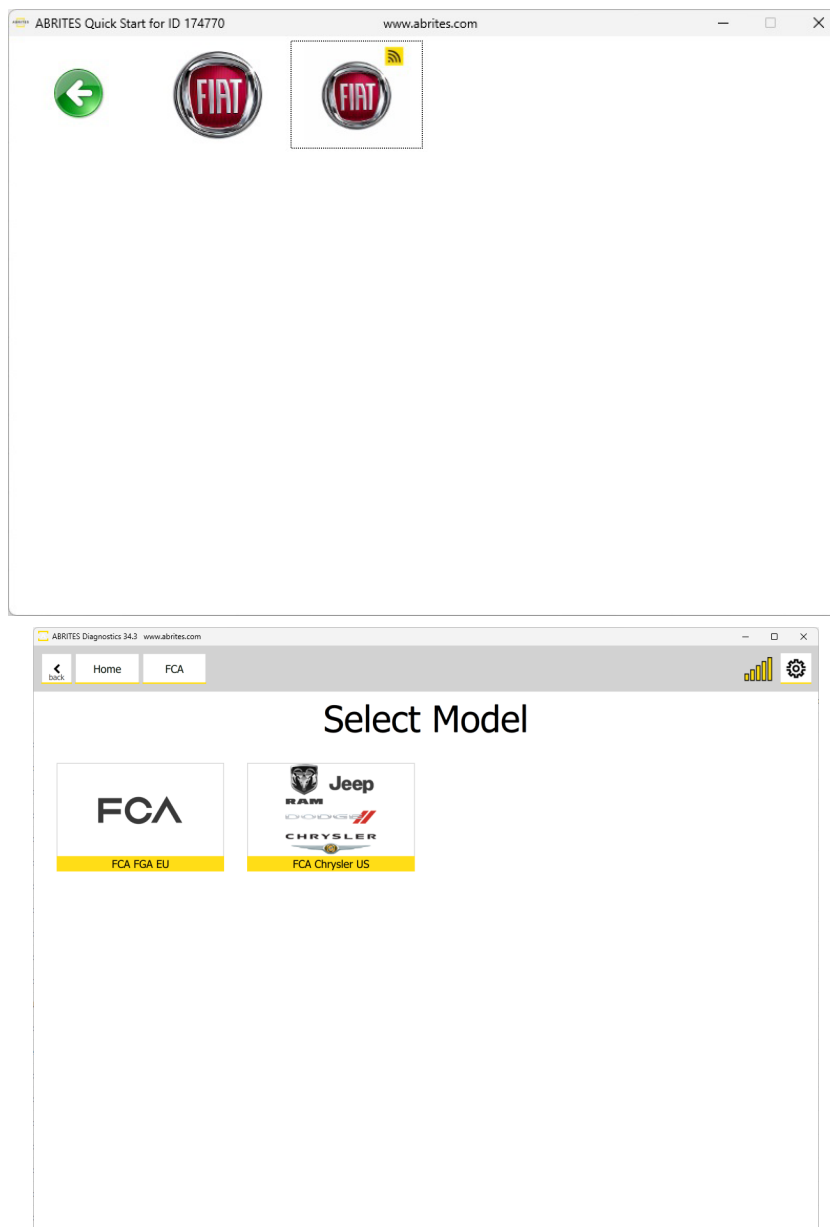 ABRITES Quick Start for ID 174770 www.abrites.com
FIAT FIAT
ABRITES Diagnostics 34.3 www.abrites.com
back Home FCA
Select Model
FCA
Jeep
RAM
DODGE
CHRYSLER
FCA FGA EU FCA Chrysler US